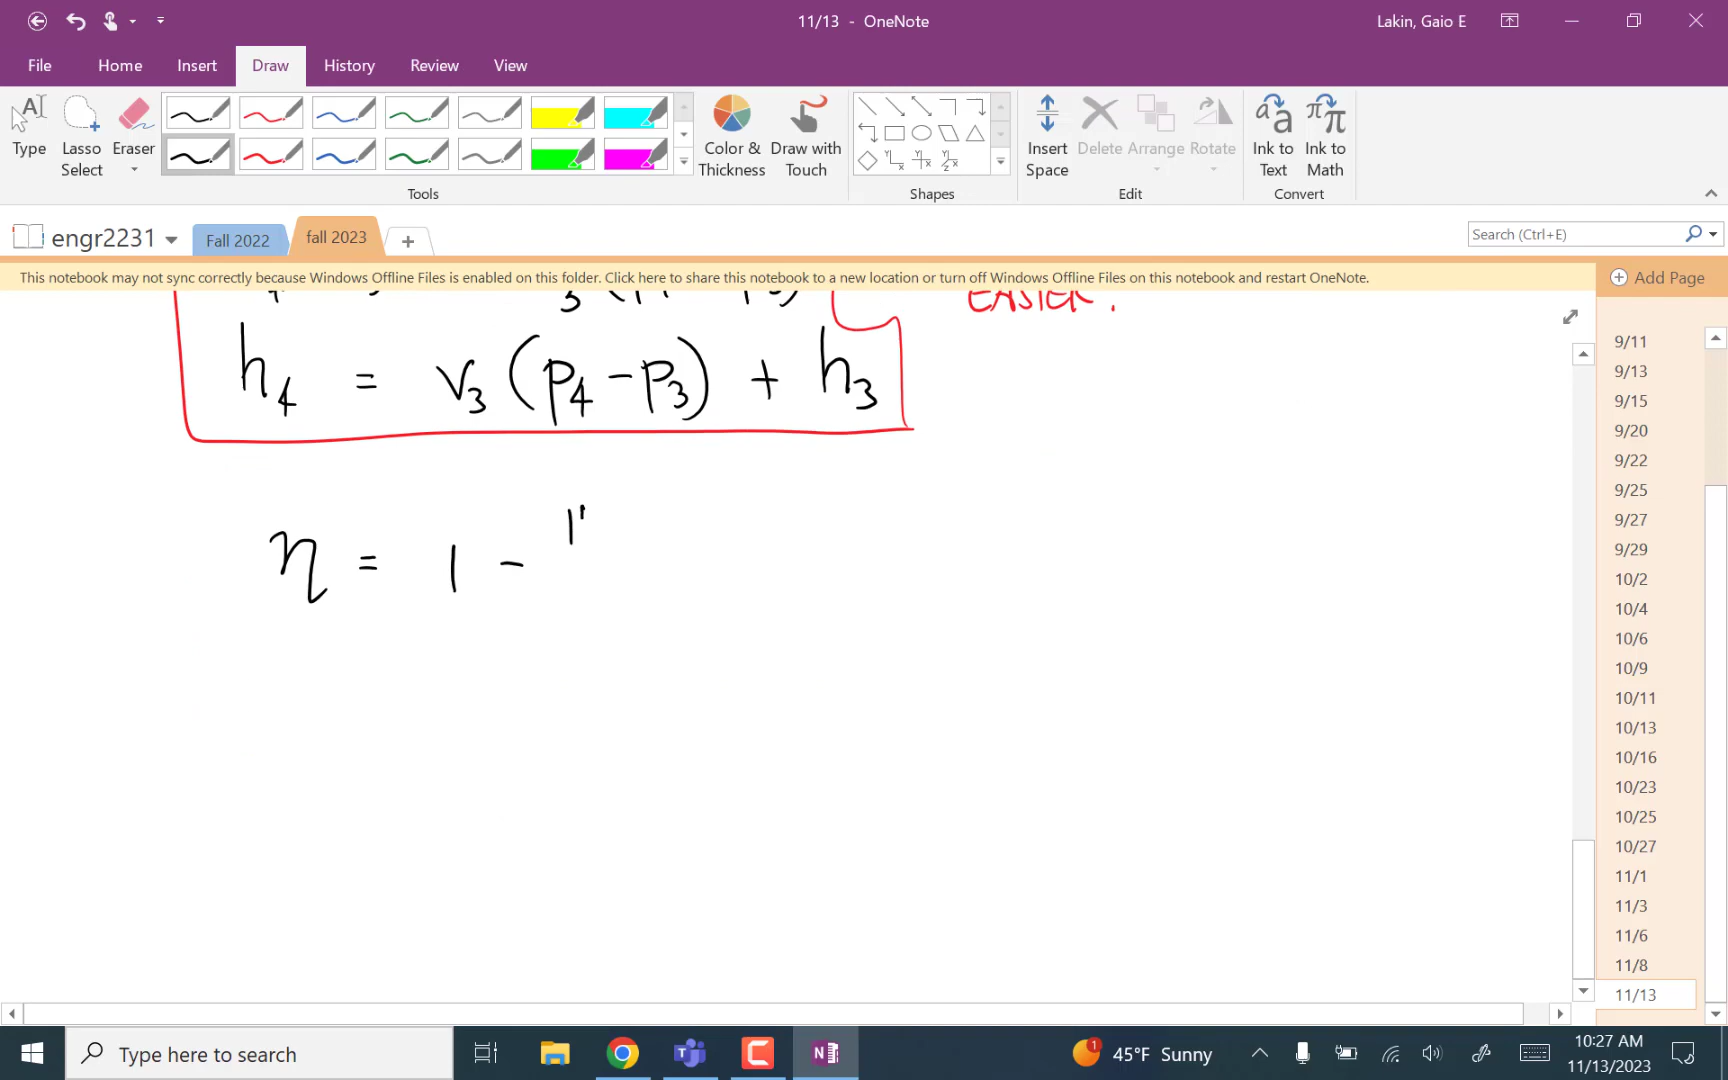 11/13 - OneNote
Lakin, Gaio E
File
Home
Insert
Draw
History
Review
View
Type
Lasso Select
Eraser
Color & Thickness
Draw with Touch
Insert Space
Delete
Arrange
Rotate
Ink to Text
Ink to Math
Tools
Shapes
Edit
Convert
engr2231
Fall 2022
fall 2023
Search (Ctrl+E)
This notebook may not sync correctly because Windows Offline Files is enabled on this folder. Click here to share this notebook to a new location or turn off Windows Offline Files on this notebook and restart OneNote.
Add Page
EASIER.
h₄ = v₃ (p₄ - p₃) + h₃
η = 1 -
9/11
9/13
9/15
9/20
9/22
9/25
9/27
9/29
10/2
10/4
10/6
10/9
10/11
10/13
10/16
10/23
10/25
10/27
11/1
11/3
11/6
11/8
11/13
Type here to search
45°F Sunny
10:27 AM
11/13/2023